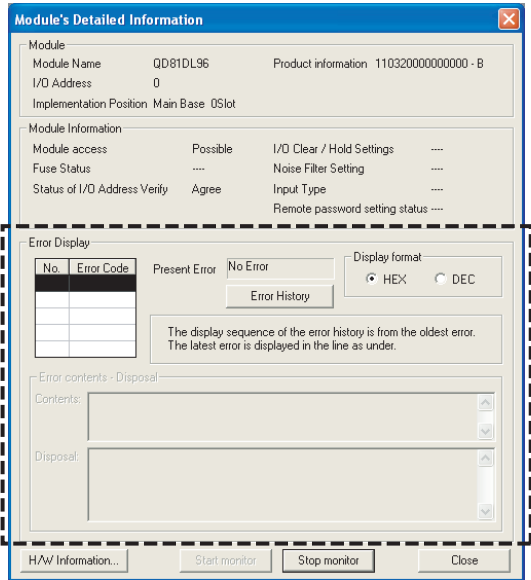 Module's Detailed Information
Module
Module Name QD81DL96 Product information 110320000000000 - B
I/O Address 0
Implementation Position Main Base 0Slot
Module Information
Module access Possible I/O Clear / Hold Settings ----
Fuse Status ---- Noise Filter Setting ----
Status of I/O Address Verify Agree Input Type ----
Remote password setting status ----
Error Display
No. Error Code Present Error No Error Display format
HEX DEC
Error History
The display sequence of the error history is from the oldest error.
The latest error is displayed in the line as under.
Error contents - Disposal
Contents:
Disposal:
H/W Information... Start monitor Stop monitor Close